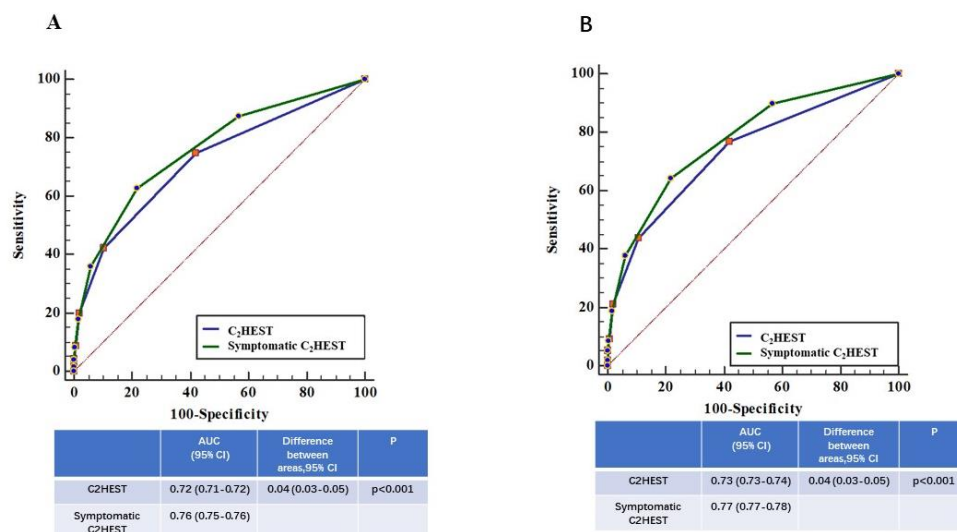 A
100
80
60
40
20
0
Sensitivity
C₂HEST
Symptomatic C₂HEST
0 20 40 60 80 100
100-Specificity
AUC
(95% CI)
Difference
between
areas,95% CI
P
C2HEST 0.72 (0.71-0.72) 0.04 (0.03-0.05) p<0.001
Symptomatic
C2HEST
0.76 (0.75-0.76)
B
100
80
60
40
20
0
Sensitivity
C₂HEST
Symptomatic C₂HEST
0 20 40 60 80 100
100-Specificity
AUC
(95% CI)
Difference
between
areas,95% CI
P
C2HEST 0.73 (0.73-0.74) 0.04 (0.03-0.05) p<0.001
Symptomatic
C2HEST
0.77 (0.77-0.78)